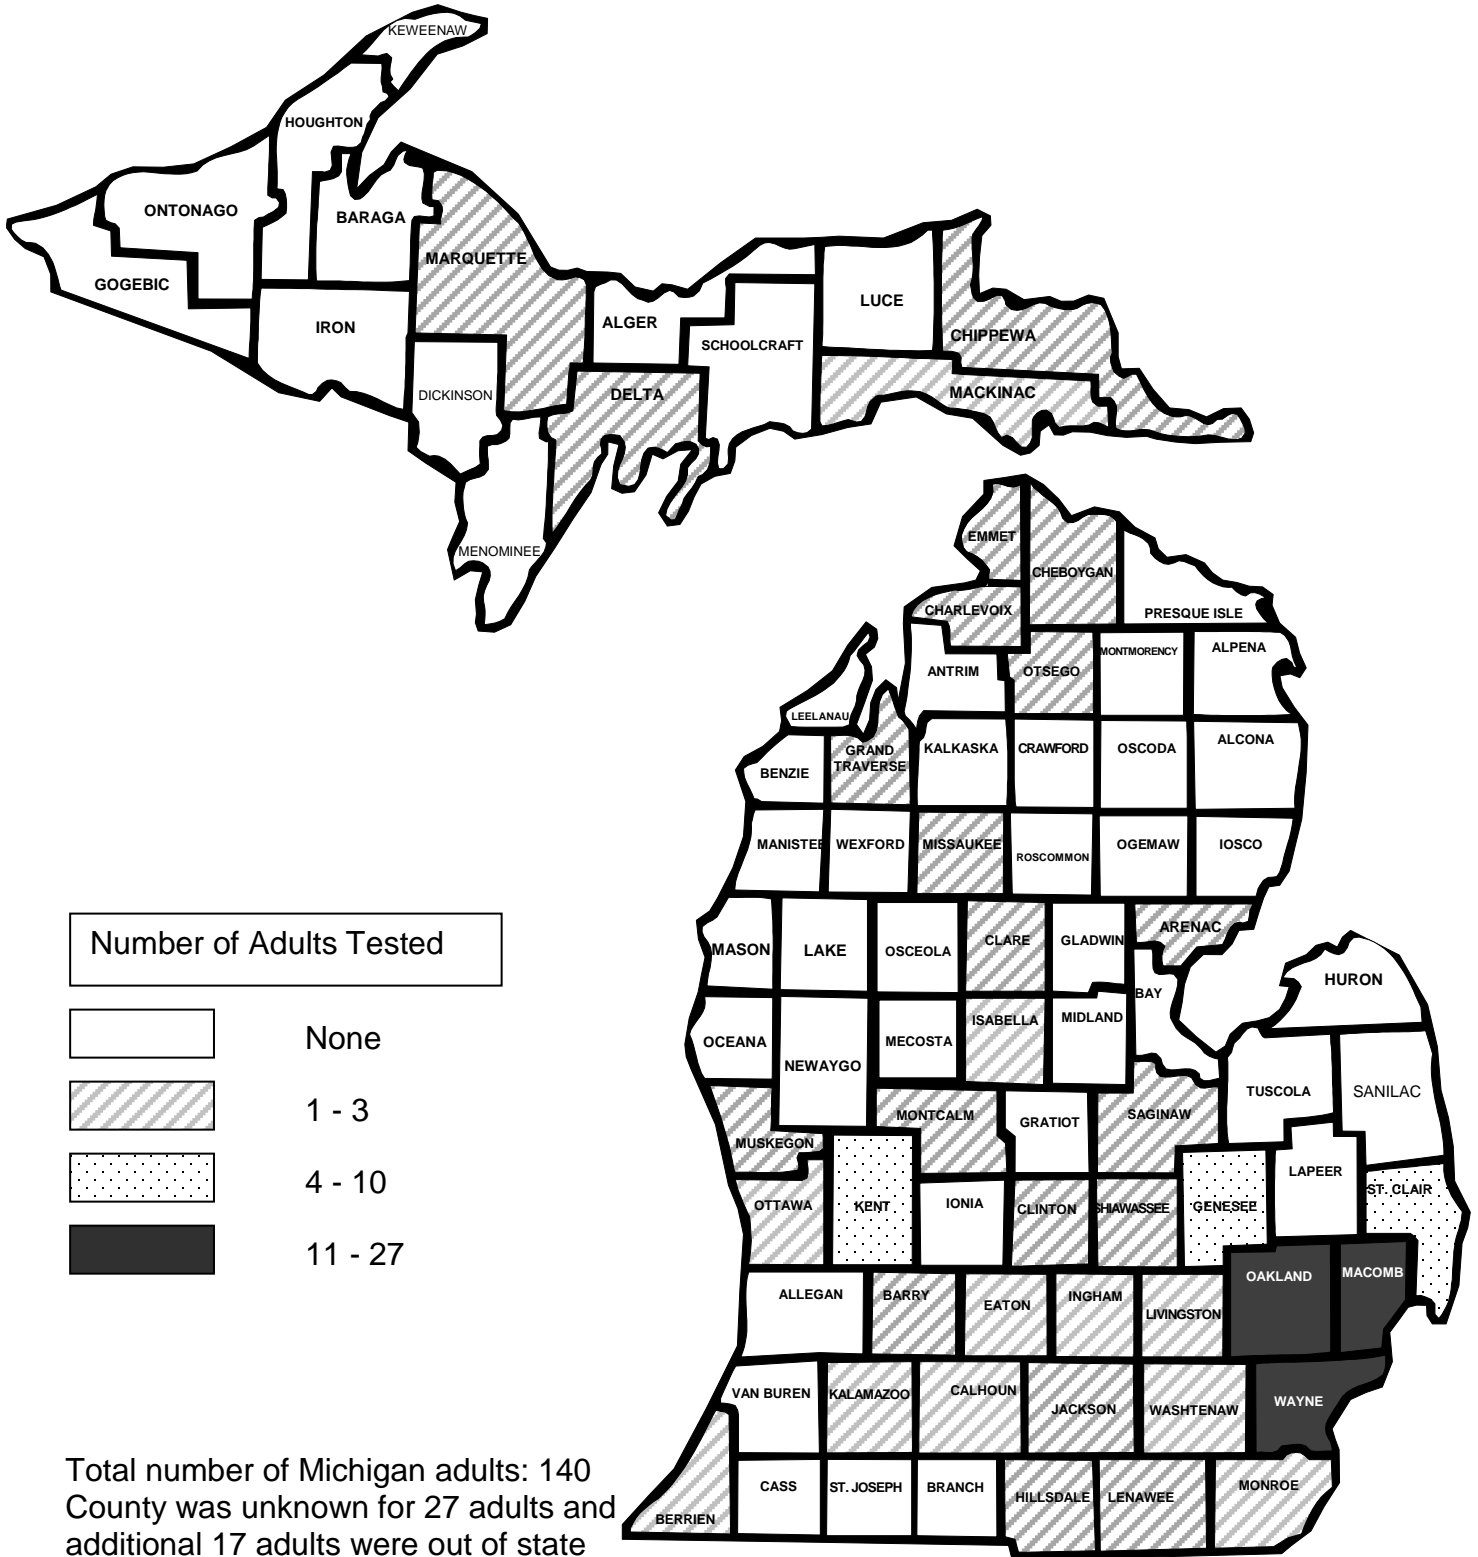 KEWEENAW
HOUGHTON
ONTONAGO
BARAGA
MARQUETTE
GOGEBIC
IRON
ALGER
LUCE
SCHOOLCRAFT
CHIPPEWA
DICKINSON
DELTA
MACKINAC
MENOMINEE
EMMET
CHEBOYGAN
CHARLEVOIX
PRESQUE ISLE
ANTRIM
OTSEGO
MONTMORENCY
ALPENA
LEELANAU
BENZIE
GRAND
TRAVERSE
KALKASKA
CRAWFORD
OSCODA
ALCONA
MANISTEE
WEXFORD
MISSAUKEE
ROSCOMMON
OGEMAW
IOSCO
MASON
LAKE
OSCEOLA
CLARE
GLADWIN
ARENAC
BAY
HURON
OCEANA
NEWAYGO
MECOSTA
ISABELLA
MIDLAND
TUSCOLA
SANILAC
MUSKEGON
MONTCALM
GRATIOT
SAGINAW
LAPEER
OTTAWA
KENT
IONIA
CLINTON
SHIAWASSEE
GENESEE
ST. CLAIR
ALLEGAN
BARRY
EATON
INGHAM
LIVINGSTON
OAKLAND
MACOMB
VAN BUREN
KALAMAZOO
CALHOUN
JACKSON
WASHTENAW
WAYNE
BERRIEN
CASS
ST. JOSEPH
BRANCH
HILLSDALE
LENAWEE
MONROE
Number of Adults Tested
None
1 - 3
4 - 10
11 - 27
Total number of Michigan adults: 140
County was unknown for 27 adults and
additional 17 adults were out of state